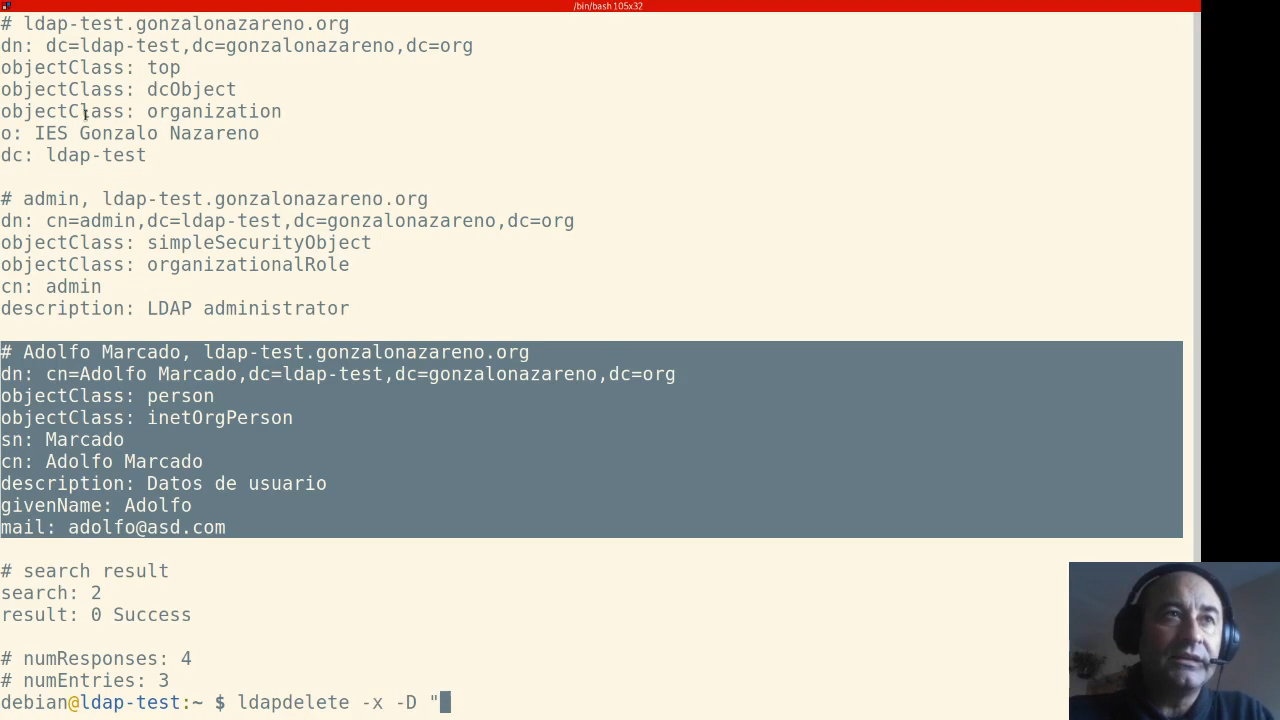 /bin/bash 105x32
# ldap-test.gonzalonazareno.org
dn: dc=ldap-test,dc=gonzalonazareno,dc=org
objectClass: top
objectClass: dcObject
objectClass: organization
o: IES Gonzalo Nazareno
dc: ldap-test
# admin, ldap-test.gonzalonazareno.org
dn: cn=admin,dc=ldap-test,dc=gonzalonazareno,dc=org
objectClass: simpleSecurityObject
objectClass: organizationalRole
cn: admin
description: LDAP administrator
# Adolfo Marcado, ldap-test.gonzalonazareno.org
dn: cn=Adolfo Marcado,dc=ldap-test,dc=gonzalonazareno,dc=org
objectClass: person
objectClass: inetOrgPerson
sn: Marcado
cn: Adolfo Marcado
description: Datos de usuario
givenName: Adolfo
mail: adolfo@asd.com
# search result
search: 2
result: 0 Success
# numResponses: 4
# numEntries: 3
debian@ldap-test:~ $ ldapdelete -x -D "